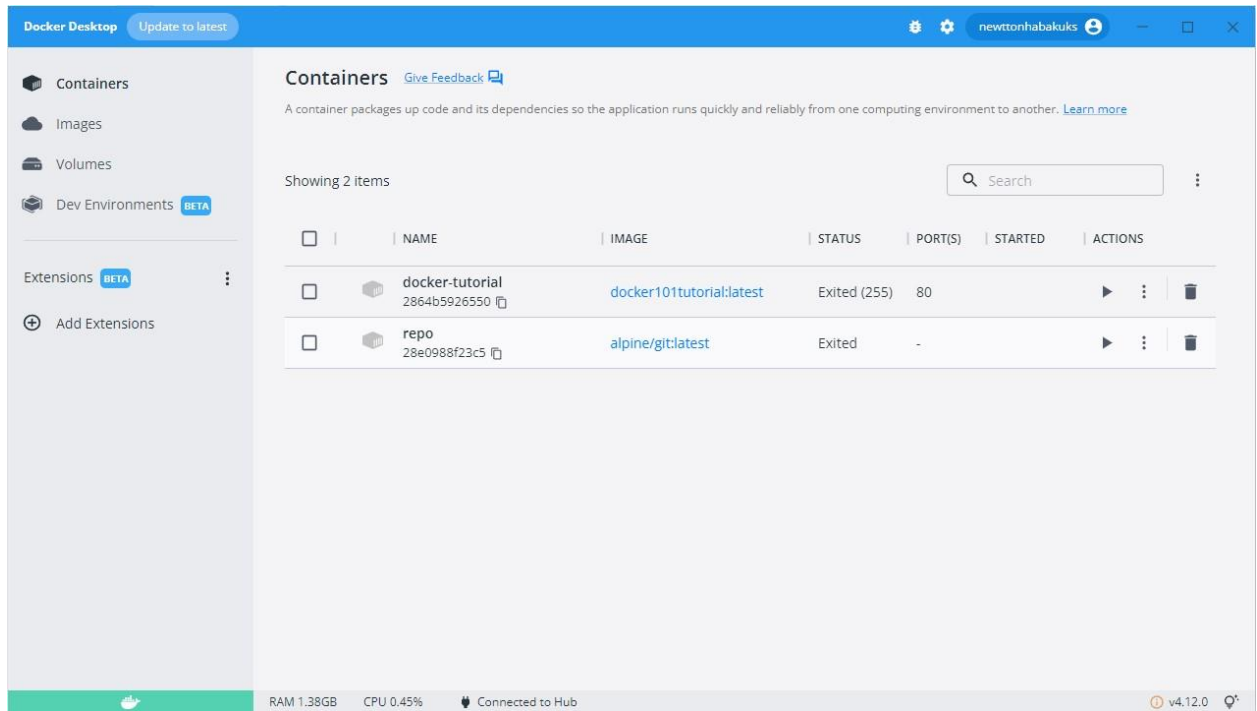 Docker Desktop Update to latest newttonhabakuks
Containers
Images
Volumes
Dev Environments BETA
Extensions BETA
Add Extensions
Containers Give Feedback
A container packages up code and its dependencies so the application runs quickly and reliably from one computing environment to another. Learn more
Showing 2 items Search
NAME IMAGE STATUS PORT(S) STARTED ACTIONS
docker-tutorial
2864b5926550 docker101tutorial:latest Exited (255) 80
repo
28e0988f23c5 alpine/git:latest Exited -
RAM 1.38GB CPU 0.45% Connected to Hub v4.12.0